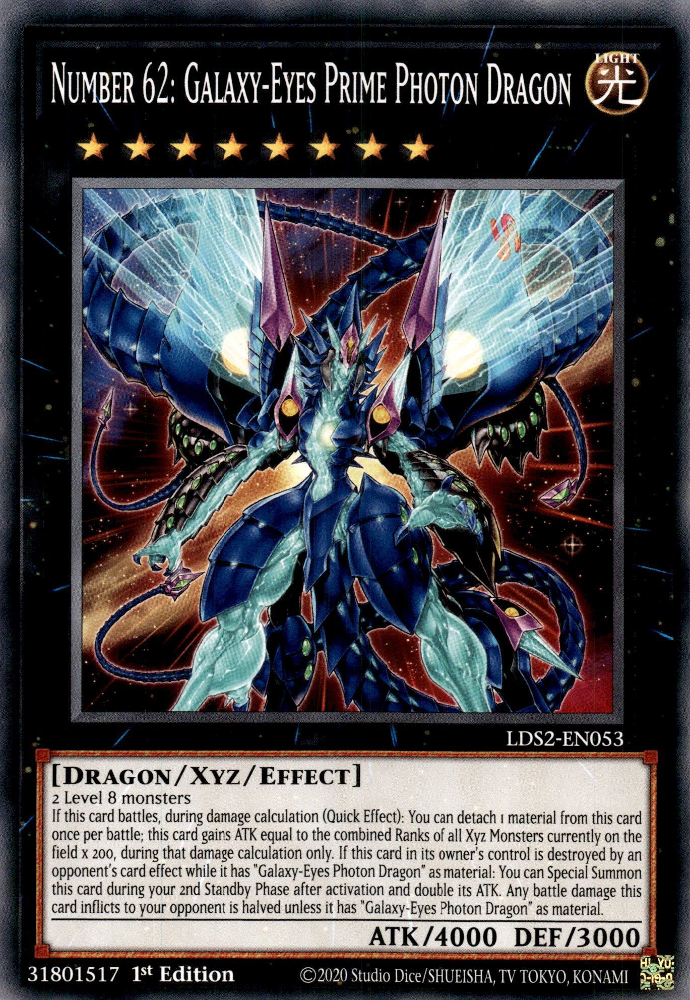 NUMBER 62: GALAXY-EYES PRIME PHOTON DRAGON
LIGHT
光
LDS2-EN053
[DRAGON/XYZ/EFFECT]
2 Level 8 monsters
If this card battles, during damage calculation (Quick Effect): You can detach 1 material from this card
once per battle; this card gains ATK equal to the combined Ranks of all Xyz Monsters currently on the
field x 200, during that damage calculation only. If this card in its owner's control is destroyed by an
opponent's card effect while it has "Galaxy-Eyes Photon Dragon" as material: You can Special Summon
this card during your 2nd Standby Phase after activation and double its ATK. Any battle damage this
card inflicts to your opponent is halved unless it has "Galaxy-Eyes Photon Dragon" as material.
ATK/4000 DEF/3000
31801517 1st Edition
©2020 Studio Dice/SHUEISHA, TV TOKYO, KONAMI